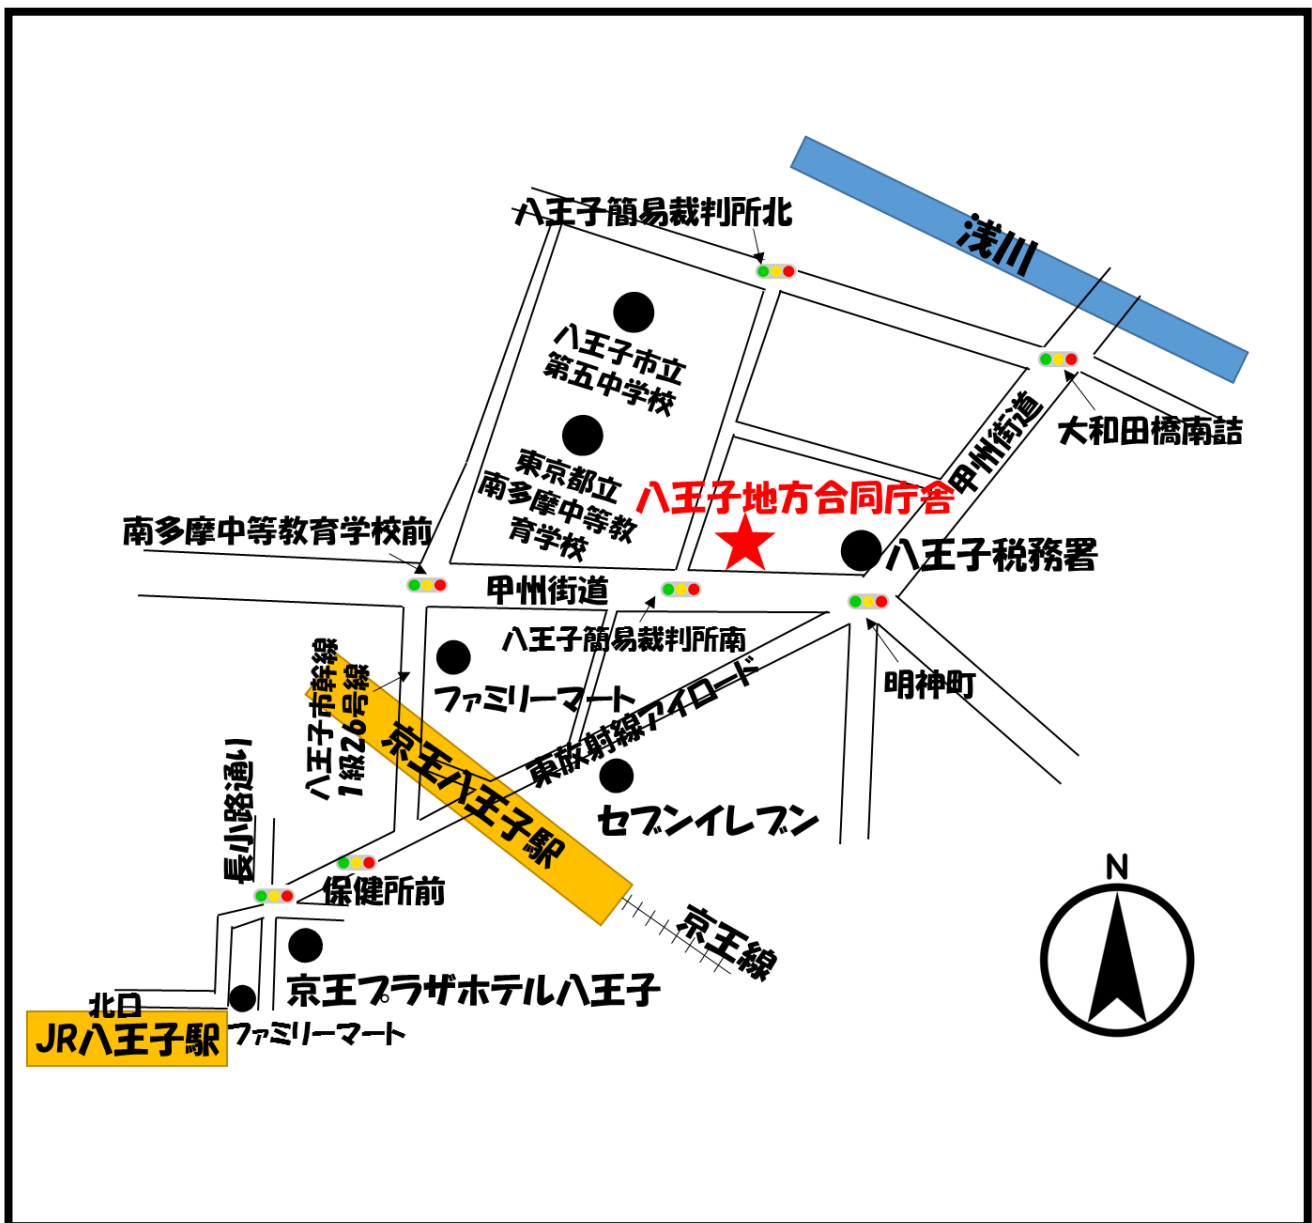 八王子簡易裁判所北
浅川
八王子市立
第五中学校
大和田橋南詰
甲州街道
東京都立
南多摩中等教
育学校
八王子地方合同庁舎
南多摩中等教育学校前
八王子税務署
甲州街道
八王子簡易裁判所南
明神町
八王子市幹線
1級26号線
ファミリーマート
東放射線アイロード
京王八王子駅
セブンイレブン
長小路通り
保健所前
N
京王線
京王プラザホテル八王子
北口
JR八王子駅
ファミリーマート